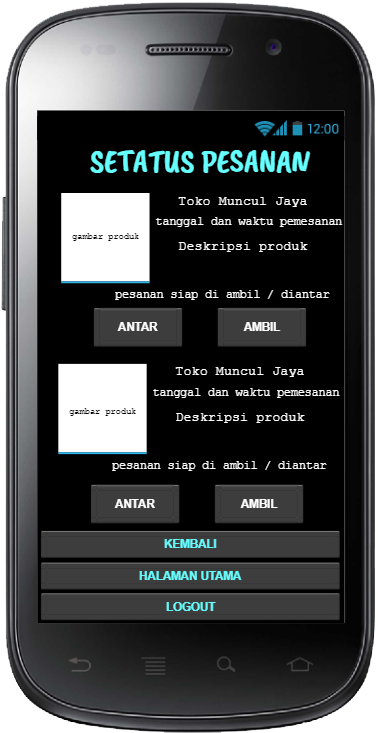 12:00
SETATUS PESANAN
gambar produk
Toko Muncul Jaya
tanggal dan waktu pemesanan
Deskripsi produk
pesanan siap di ambil / diantar
ANTAR
AMBIL
gambar produk
Toko Muncul Jaya
tanggal dan waktu pemesanan
Deskripsi produk
pesanan siap di ambil / diantar
ANTAR
AMBIL
KEMBALI
HALAMAN UTAMA
LOGOUT